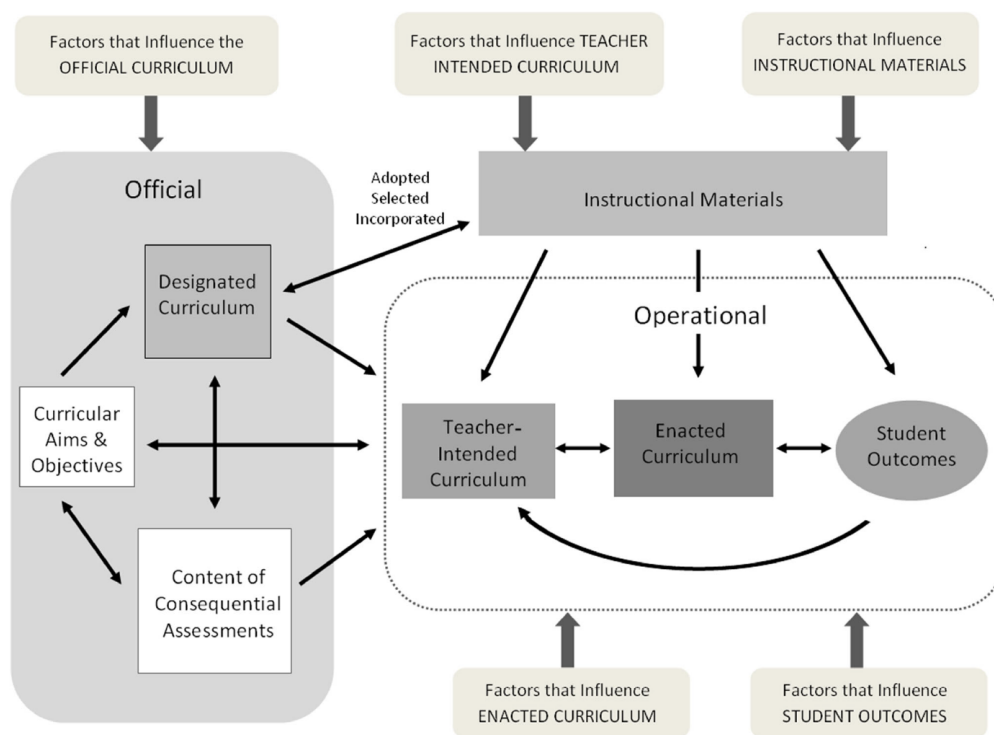 Factors that Influence the
OFFICIAL CURRICULUM
Factors that Influence TEACHER
INTENDED CURRICULUM
Factors that Influence
INSTRUCTIONAL MATERIALS
Official
Adopted
Selected
Incorporated
Instructional Materials
Designated
Curriculum
Operational
Curricular
Aims &
Objectives
Teacher-
Intended
Curriculum
Enacted
Curriculum
Student
Outcomes
Content of
Consequential
Assessments
Factors that Influence
ENACTED CURRICULUM
Factors that Influence
STUDENT OUTCOMES